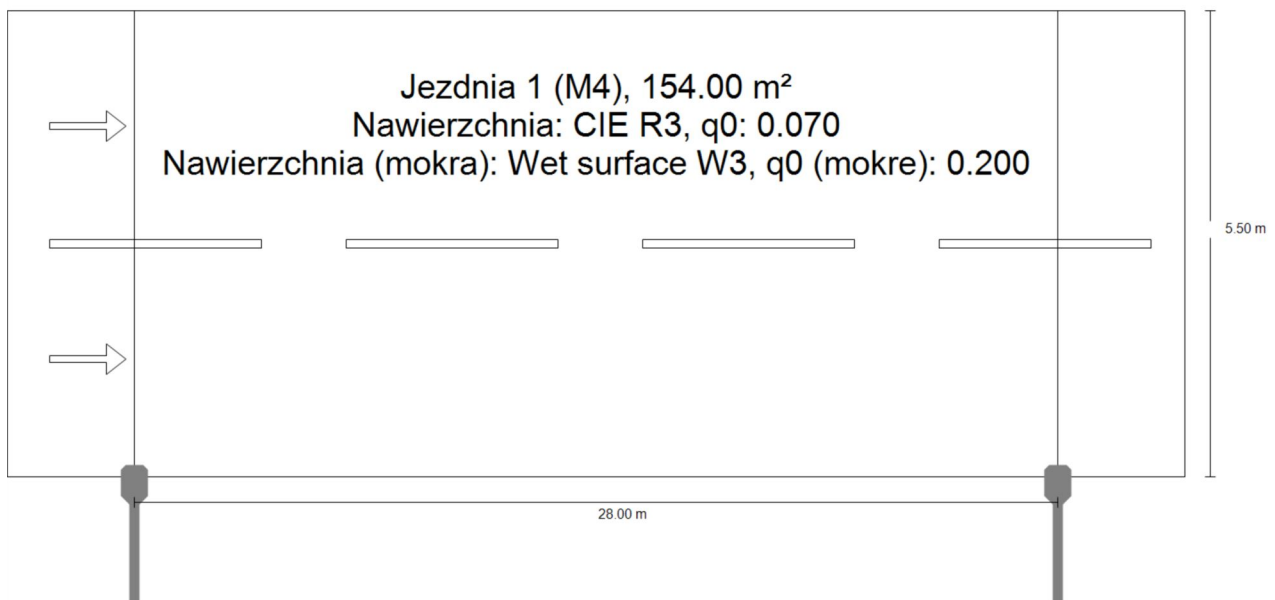 Jezdnia 1 (M4), 154.00 m²
Nawierzchnia: CIE R3, q0: 0.070
Nawierzchnia (mokra): Wet surface W3, q0 (mokre): 0.200
5.50 m
28.00 m